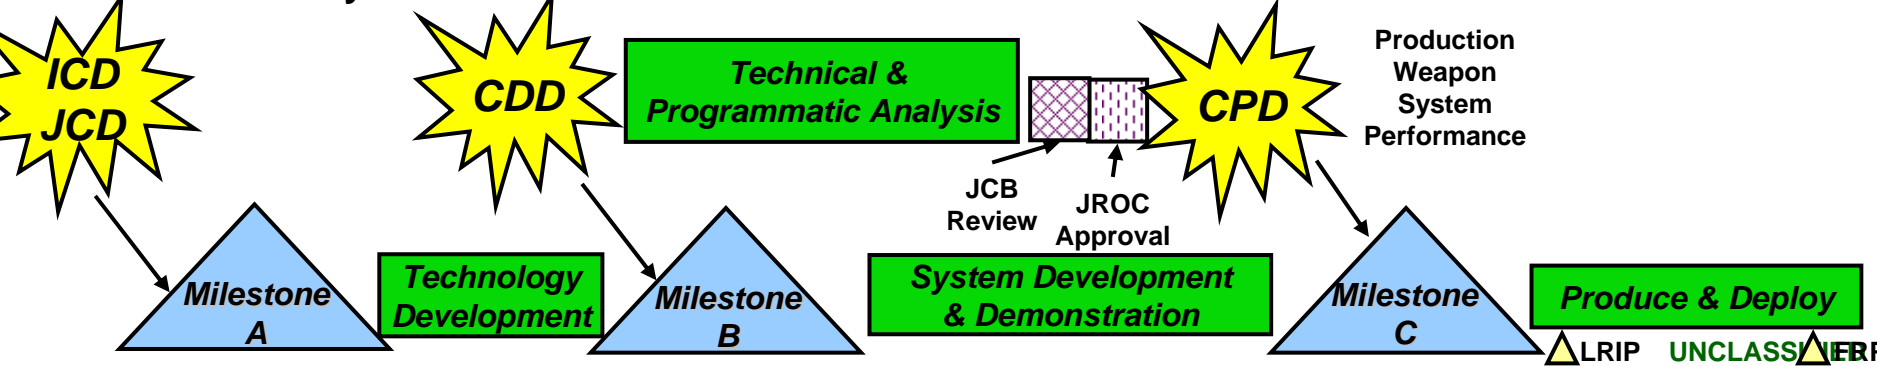 ICD
JCD
CDD
Technical &
Programmatic Analysis
CPD
Production
Weapon
System
Performance
JCB
Review
JROC
Approval
Milestone
A
Technology
Development
Milestone
B
System Development
& Demonstration
Milestone
C
Produce & Deploy
LRIP